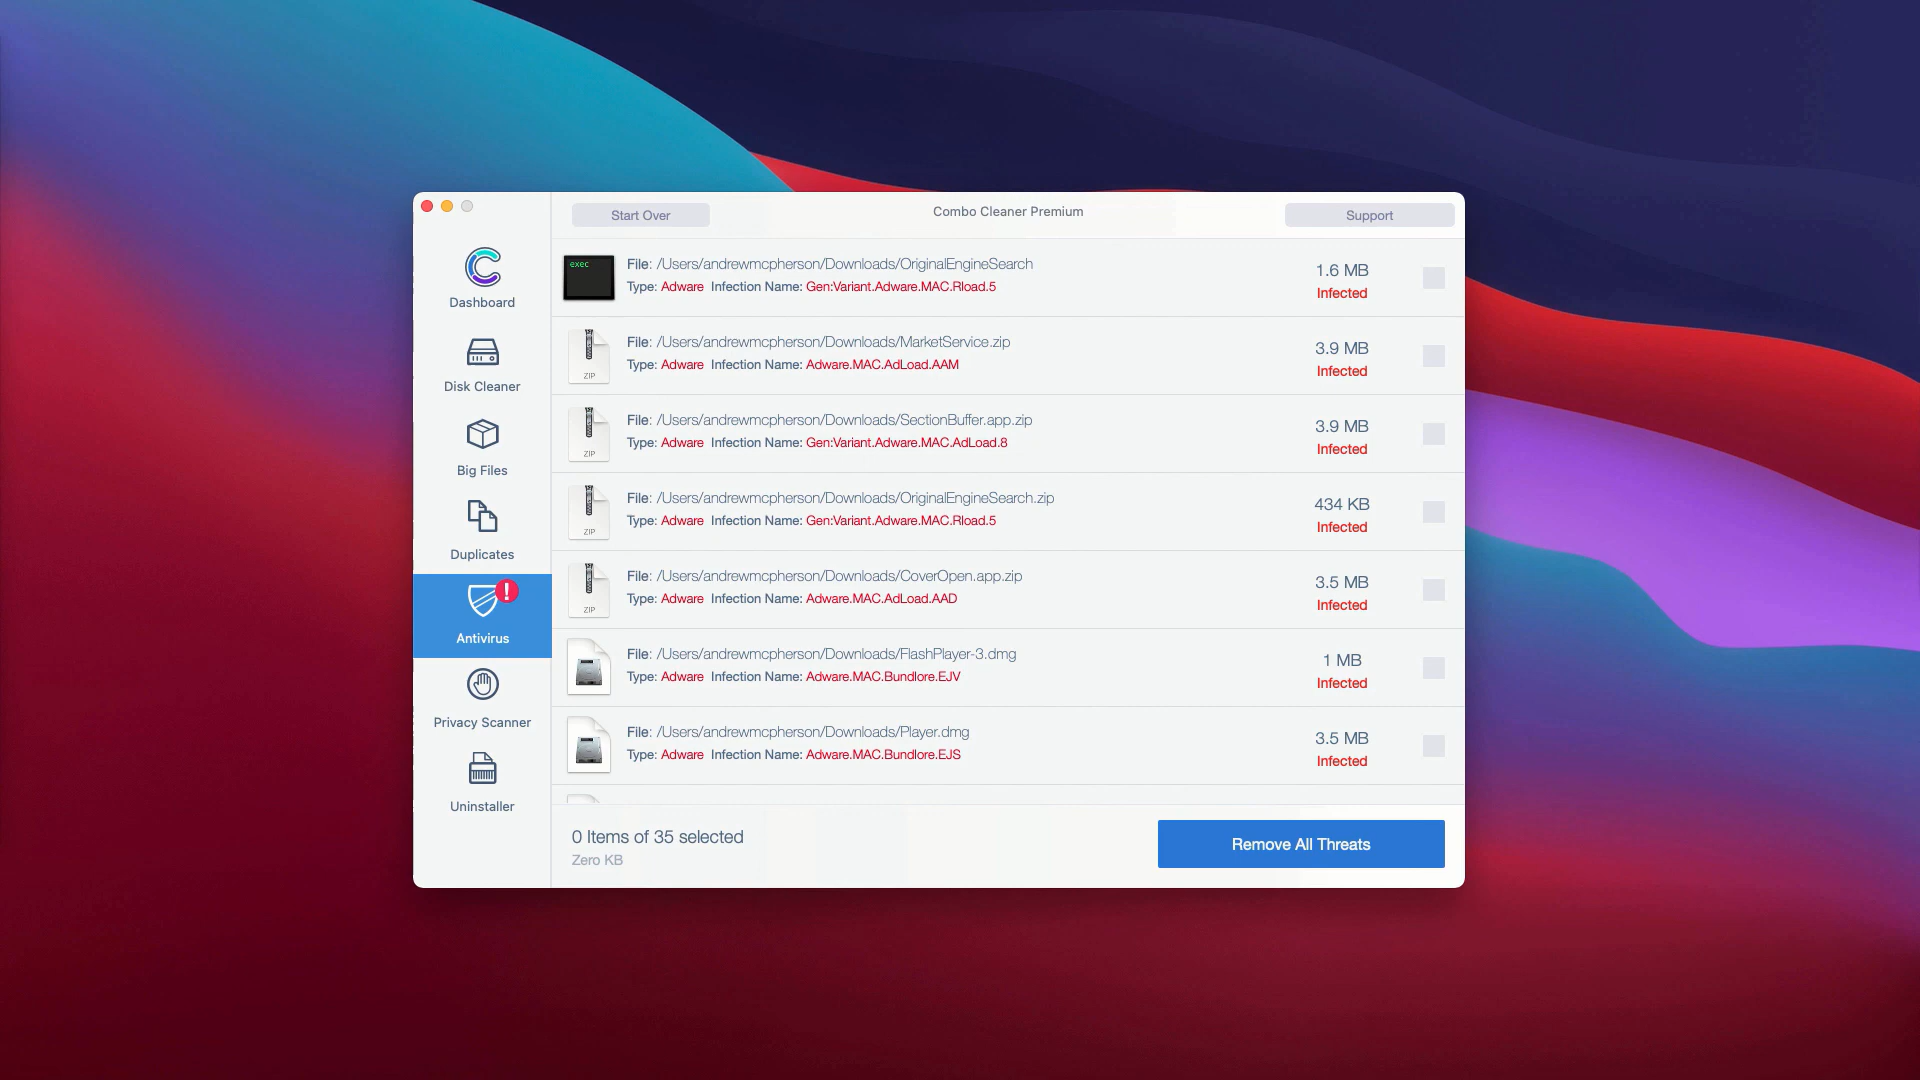 Start Over
Combo Cleaner Premium
Support
Dashboard
Disk Cleaner
Big Files
Duplicates
!
Antivirus
Privacy Scanner
Uninstaller
exec
File: /Users/andrewmcpherson/Downloads/OriginalEngineSearch
Type: Adware Infection Name: Gen:Variant.Adware.MAC.Rload.5
1.6 MB
Infected
ZIP
File: /Users/andrewmcpherson/Downloads/MarketService.zip
Type: Adware Infection Name: Adware.MAC.AdLoad.AAM
3.9 MB
Infected
ZIP
File: /Users/andrewmcpherson/Downloads/SectionBuffer.app.zip
Type: Adware Infection Name: Gen:Variant.Adware.MAC.AdLoad.8
3.9 MB
Infected
ZIP
File: /Users/andrewmcpherson/Downloads/OriginalEngineSearch.zip
Type: Adware Infection Name: Gen:Variant.Adware.MAC.Rload.5
434 KB
Infected
ZIP
File: /Users/andrewmcpherson/Downloads/CoverOpen.app.zip
Type: Adware Infection Name: Adware.MAC.AdLoad.AAD
3.5 MB
Infected
File: /Users/andrewmcpherson/Downloads/FlashPlayer-3.dmg
Type: Adware Infection Name: Adware.MAC.Bundlore.EJV
1 MB
Infected
File: /Users/andrewmcpherson/Downloads/Player.dmg
Type: Adware Infection Name: Adware.MAC.Bundlore.EJS
3.5 MB
Infected
0 Items of 35 selected
Zero KB
Remove All Threats